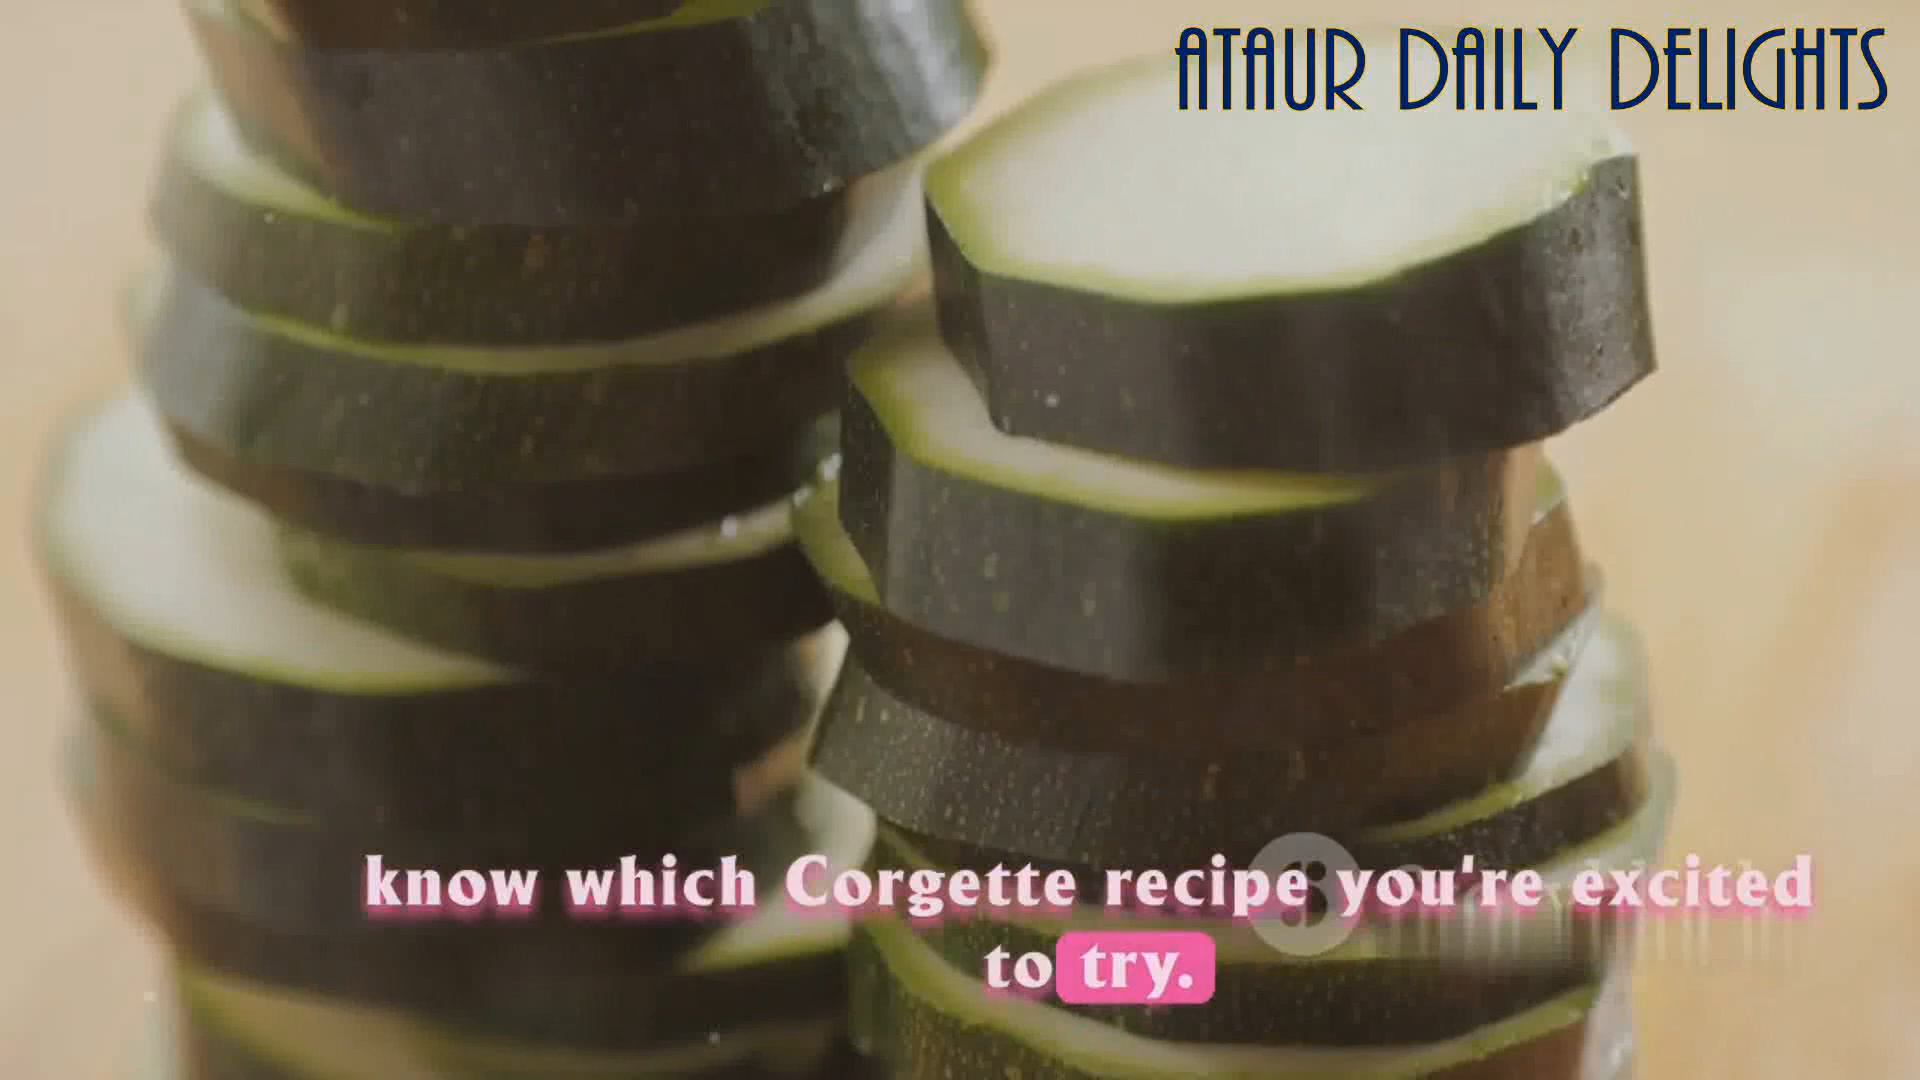 ATAUR DAILY DELIGHTS
know which Corgette recipe you're excited
to try.